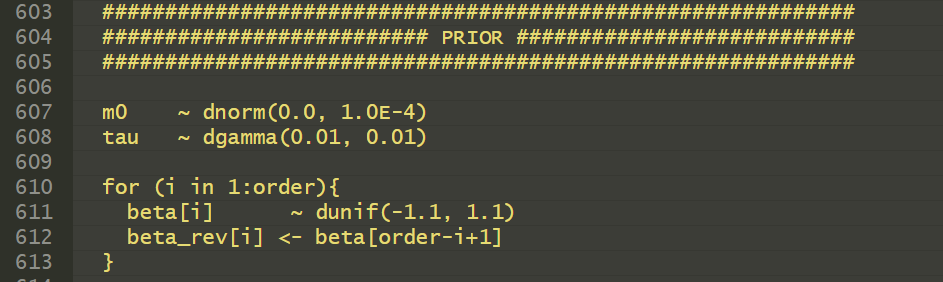 603 ############################################################
604 ########################## PRIOR ###########################
605 ############################################################
606
607 m0    ~ dnorm(0.0, 1.0E-4)
608 tau   ~ dgamma(0.01, 0.01)
609
610 for (i in 1:order){
611   beta[i]      ~ dunif(-1.1, 1.1)
612   beta_rev[i] <- beta[order-i+1]
613 }